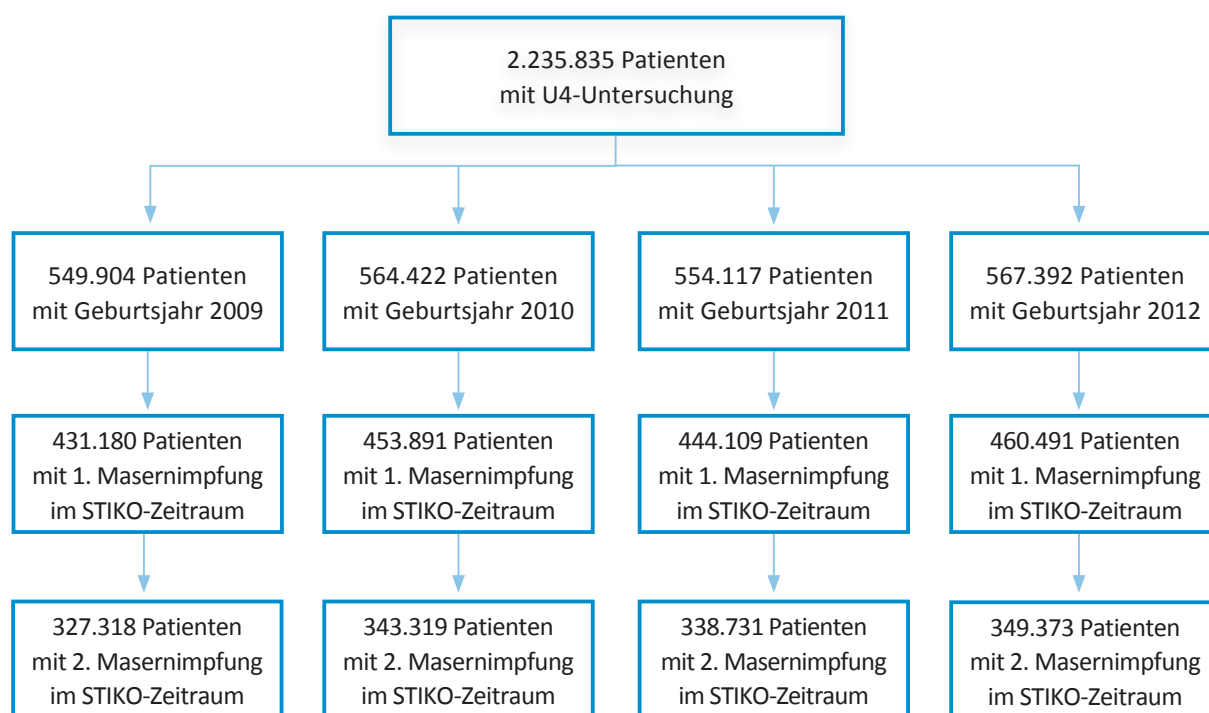 2.235.835 Patienten
mit U4-Untersuchung
549.904 Patienten
mit Geburtsjahr 2009
564.422 Patienten
mit Geburtsjahr 2010
554.117 Patienten
mit Geburtsjahr 2011
567.392 Patienten
mit Geburtsjahr 2012
431.180 Patienten
mit 1. Masernimpfung
im STIKO-Zeitraum
453.891 Patienten
mit 1. Masernimpfung
im STIKO-Zeitraum
444.109 Patienten
mit 1. Masernimpfung
im STIKO-Zeitraum
460.491 Patienten
mit 1. Masernimpfung
im STIKO-Zeitraum
327.318 Patienten
mit 2. Masernimpfung
im STIKO-Zeitraum
343.319 Patienten
mit 2. Masernimpfung
im STIKO-Zeitraum
338.731 Patienten
mit 2. Masernimpfung
im STIKO-Zeitraum
349.373 Patienten
mit 2. Masernimpfung
im STIKO-Zeitraum